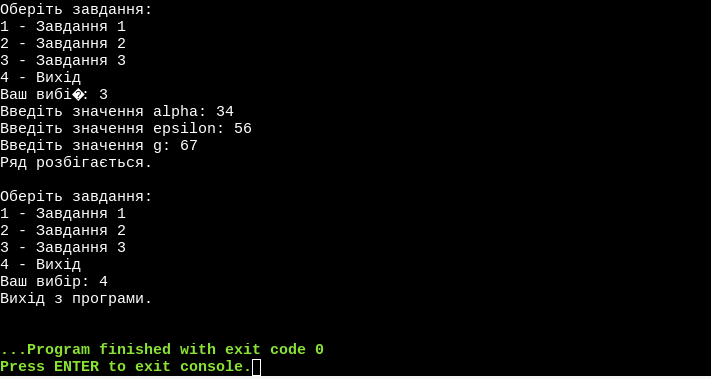 Оберіть завдання:
1 - Завдання 1
2 - Завдання 2
3 - Завдання 3
4 - Вихід
Ваш вибі�: 3
Введіть значення alpha: 34
Введіть значення epsilon: 56
Введіть значення g: 67
Ряд розбігається.
Оберіть завдання:
1 - Завдання 1
2 - Завдання 2
3 - Завдання 3
4 - Вихід
Ваш вибір: 4
Вихід з програми.
...Program finished with exit code 0
Press ENTER to exit console.